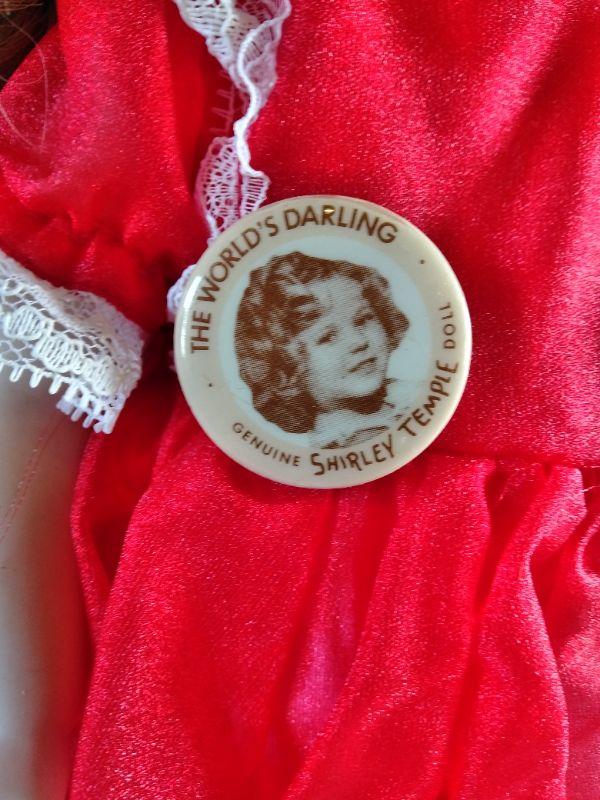 THE WORLD'S DARLING
GENUINE SHIRLEY TEMPLE DOLL